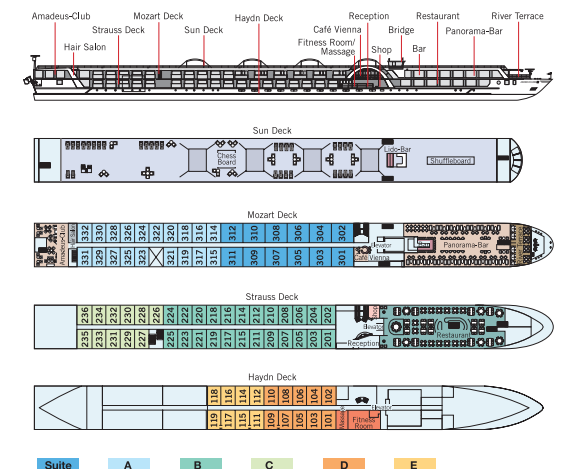 Amadeus-Club
Mozart Deck
Haydn Deck
Reception
Restaurant
River Terrace
Strauss Deck
Sun Deck
Café Vienna
Bridge
Panorama-Bar
Hair Salon
Fitness Room/
Massage
Shop
Bar
Sun Deck
Chess
Board
Lido-Bar
Shuffleboard
Mozart Deck
332 330 328 326 324 322 320 318 316 314 312 310 308 306 304 302
331 329 327 325 323 321 319 317 315 311 309 307 305 303 301
Elevator
Café Vienna
Panorama-Bar
Strauss Deck
236 234 232 230 228 226 224 222 220 218 216 214 212 210 208 206 204 202
235 233 231 229 227 225 223 221 219 217 215 211 209 207 205 203 201
Shop
Elevator
Reception
Restaurant
Haydn Deck
118 116 114 112 110 108 106 104 102
119 117 115 111 109 107 105 103 101
Elevator
Fitness
Room
Suite A B C D E